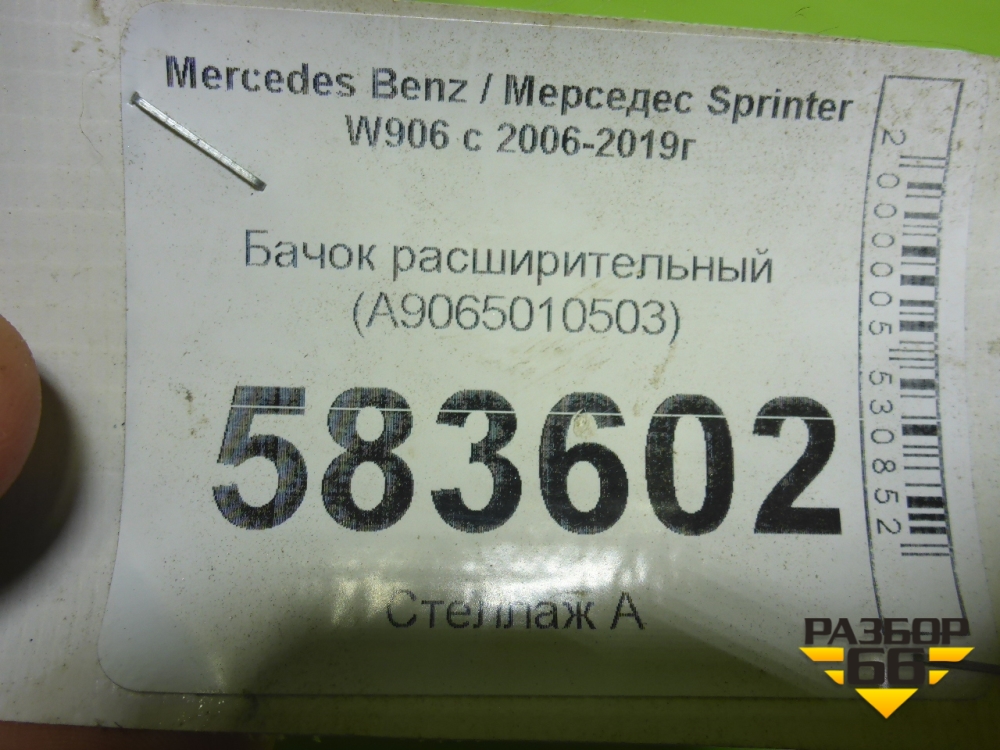 Mercedes Benz / Мерседес Sprinter
W906 с 2006-2019г
Бачок расширительный
(A9065010503)
583602
Стеллаж А
2000005530852
РАЗБОР
66